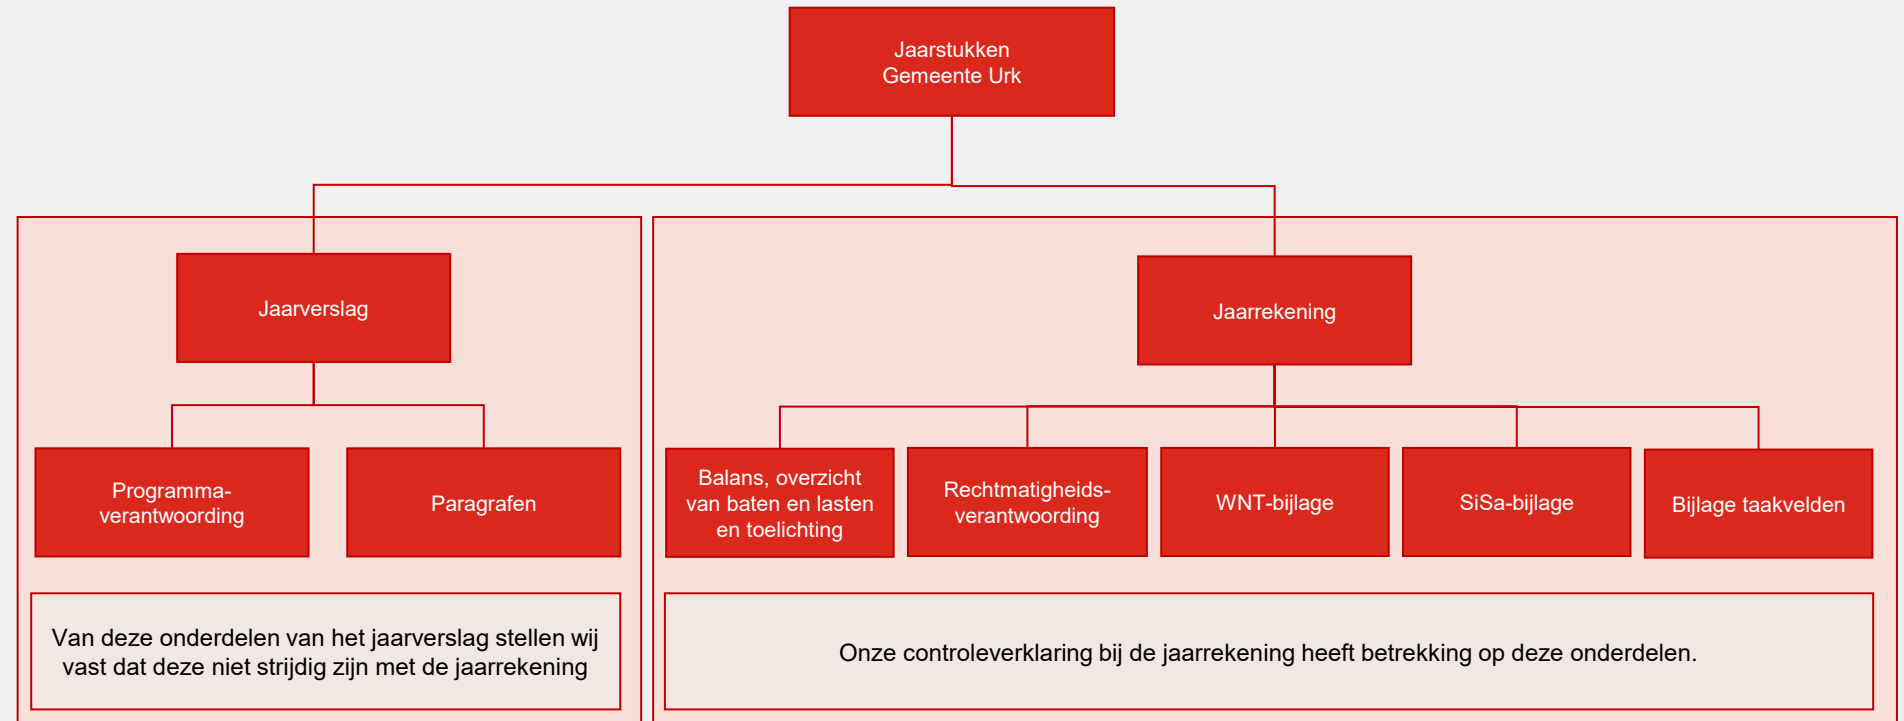 Jaarstukken
Gemeente Urk
Jaarverslag
Jaarrekening
Programma-
verantwoording
Paragrafen
Balans, overzicht
van baten en lasten
en toelichting
Rechtmatigheids-
verantwoording
WNT-bijlage
SiSa-bijlage
Bijlage taakvelden
Van deze onderdelen van het jaarverslag stellen wij
vast dat deze niet strijdig zijn met de jaarrekening
Onze controleverklaring bij de jaarrekening heeft betrekking op deze onderdelen.